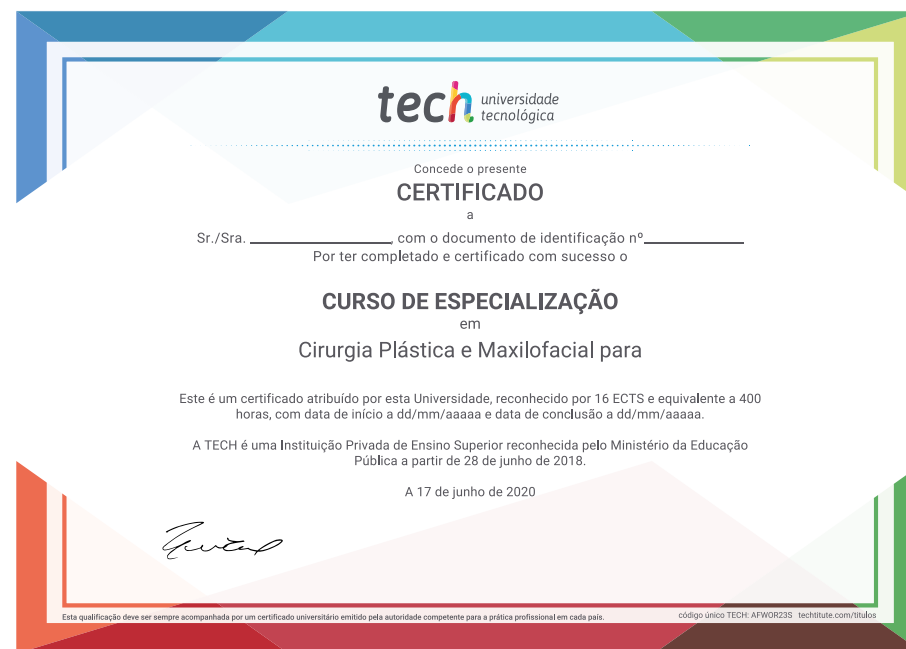 tech universidade
tecnológica
Concede o presente
CERTIFICADO
a
Sr./Sra. ____________________, com o documento de identificação nº______________
Por ter completado e certificado com sucesso o
CURSO DE ESPECIALIZAÇÃO
em
Cirurgia Plástica e Maxilofacial para
Este é um certificado atribuído por esta Universidade, reconhecido por 16 ECTS e equivalente a 400
horas, com data de início a dd/mm/aaaaa e data de conclusão a dd/mm/aaaaa.
A TECH é uma Instituição Privada de Ensino Superior reconhecida pelo Ministério da Educação
Pública a partir de 28 de junho de 2018.
A 17 de junho de 2020
Esta qualificação deve ser sempre acompanhada por um certificado universitário emitido pela autoridade competente para a prática profissional em cada país.
código único TECH: AFWOR23S techtitute.com/titulos